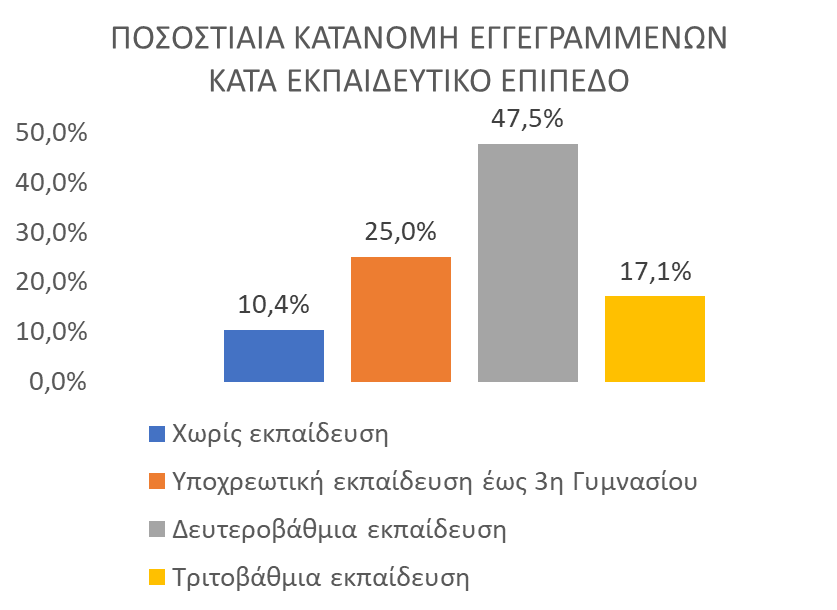 ΠΟΣΟΣΤΙΑΙΑ ΚΑΤΑΝΟΜΗ ΕΓΓΕΓΡΑΜΜΕΝΩΝ
ΚΑΤΑ ΕΚΠΑΙΔΕΥΤΙΚΟ ΕΠΙΠΕΔΟ
47,5%
50,0%
40,0%
30,0%
25,0%
20,0%
17,1%
10,4%
10,0%
0,0%
Χωρίς εκπαίδευση
Υποχρεωτική εκπαίδευση έως 3η Γυμνασίου
Δευτεροβάθμια εκπαίδευση
Τριτοβάθμια εκπαίδευση